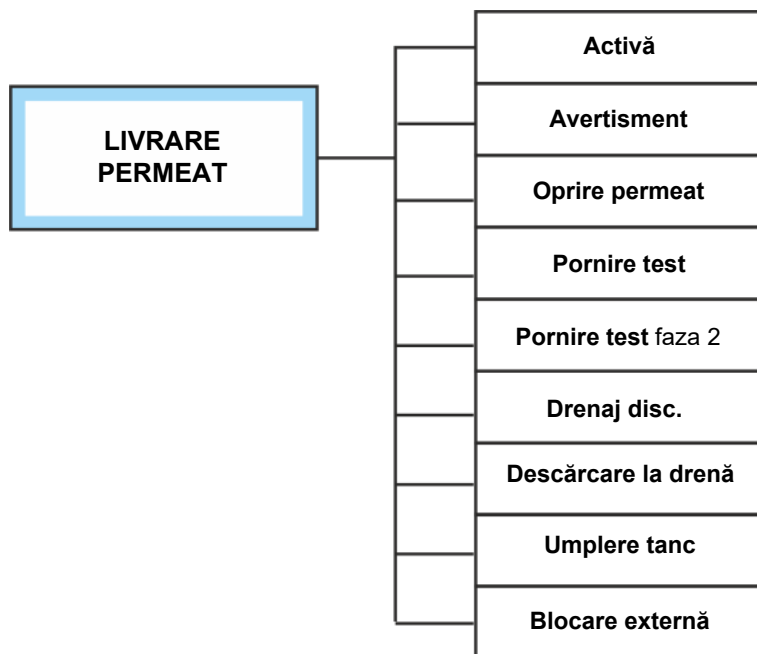 LIVRARE
PERMEAT
Activă
Avertisment
Oprire permeat
Pornire test
Pornire test faza 2
Drenaj disc.
Descărcare la drenă
Umplere tanc
Blocare externă